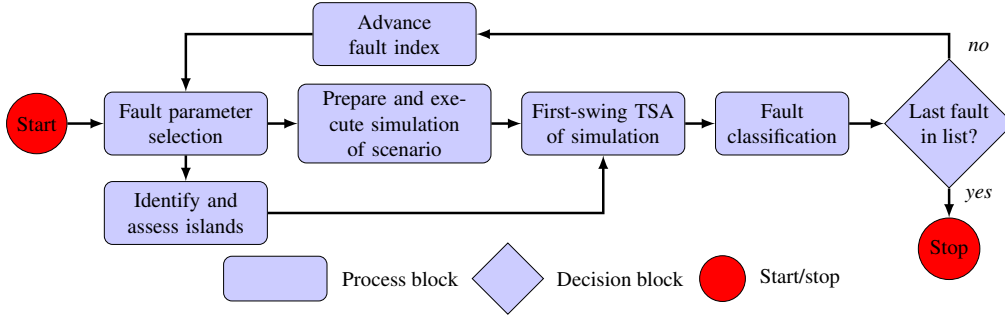 Advance
fault index
no
Start
Fault parameter
selection
Prepare and exe-
cute simulation
of scenario
First-swing TSA
of simulation
Fault
classification
Last fault
in list?
yes
Identify and
assess islands
Stop
Process block
Decision block
Start/stop